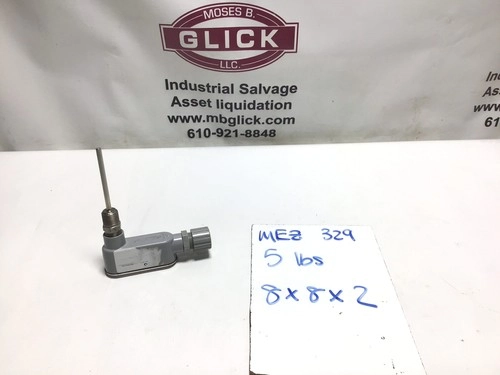 MOSES B.
GLICK
LLC.
Industrial Salvage
Asset liquidation
www.mbglick.com
610-921-8848
MEZ 329
5 lbs
8x8x2